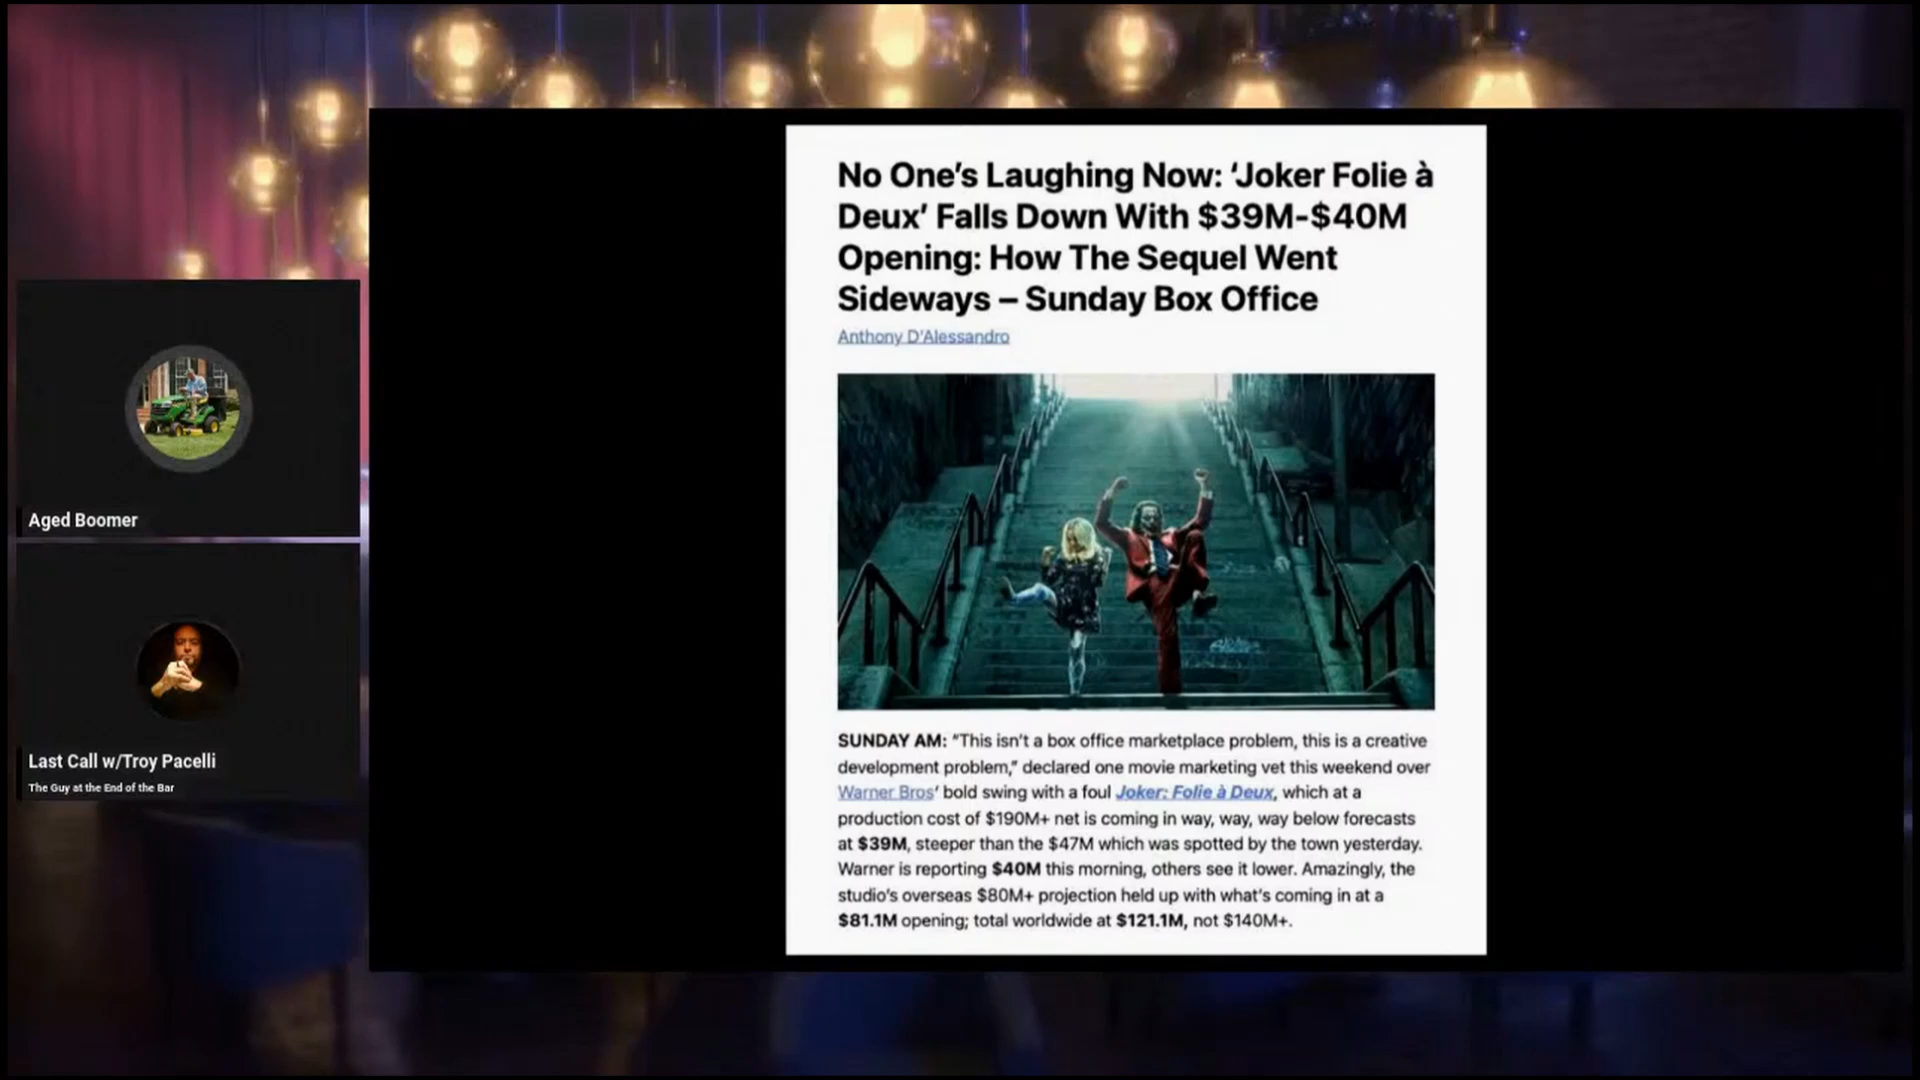 No One's Laughing Now: ‘Joker Folie à
Deux’ Falls Down With $39M-$40M
Opening: How The Sequel Went
Sideways – Sunday Box Office
Anthony D'Alessandro
SUNDAY AM: “This isn't a box office marketplace problem, this is a creative
development problem,” declared one movie marketing vet this weekend over
Warner Bros' bold swing with a foul Joker: Folie à Deux, which at a
production cost of $190M+ net is coming in way, way, way below forecasts
at $39M, steeper than the $47M which was spotted by the town yesterday.
Warner is reporting $40M this morning, others see it lower. Amazingly, the
studio's overseas $80M+ projection held up with what's coming in at a
$81.1M opening; total worldwide at $121.1M, not $140M+.
Aged Boomer
Last Call w/Troy Pacelli
The Guy at the End of the Bar